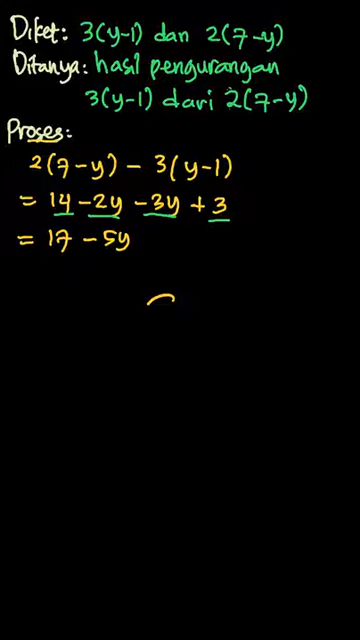 Diket: 3(y-1) dan 2(7-y)
Ditanya: hasil pengurangan
3(y-1) dari 2(7-y)
Proses:
2(7-y) - 3(y-1)
= 14 - 2y - 3y + 3
= 17 - 5y